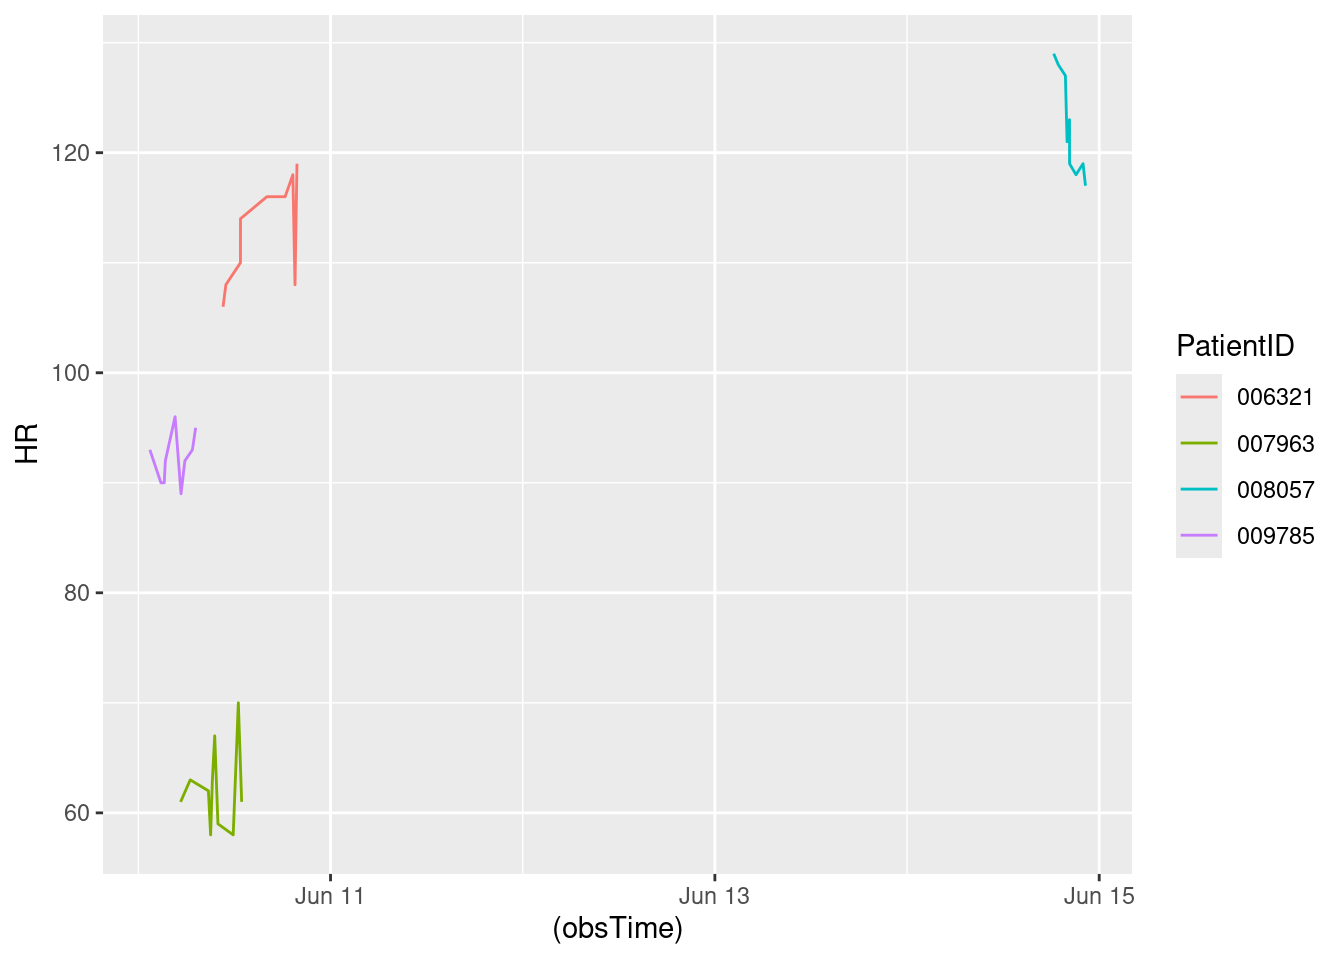 HR
120
100
80
60
Jun 11
Jun 13
Jun 15
(obsTime)
PatientID
006321
007963
008057
009785